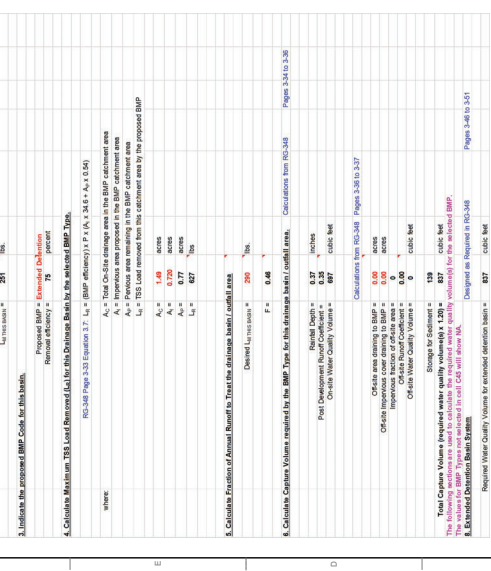 L M THIS BASIN = 251 lbs.
3. Indicate the proposed BMP Code for this basin.
Proposed BMP = Extended Detention
Removal efficiency = 75 percent
4. Calculate Maximum TSS Load Removed (LR) for this Drainage Basin by the selected BMP Type.
RG-348 Page 3-33 Equation 3.7: LR = (BMP efficiency) x P x (AI x 34.6 + AP x 0.54)
where:
AC = Total On-Site drainage area in the BMP catchment area
AI = Impervious area proposed in the BMP catchment area
AP = Pervious area remaining in the BMP catchment area
LR = TSS Load removed from this catchment area by the proposed BMP
AC = 1.49 acres
AI = 0.720 acres
AP = 0.77 acres
LR = 627 lbs
5. Calculate Fraction of Annual Runoff to Treat the drainage basin / outfall area
Desired L M THIS BASIN = 290 lbs.
F = 0.46
6. Calculate Capture Volume required by the BMP Type for this drainage basin / outfall area. Calculations from RG-348 Pages 3-34 to 3-36
Rainfall Depth = 0.37 inches
Post Development Runoff Coefficient = 0.35
On-site Water Quality Volume = 697 cubic feet
Calculations from RG-348 Pages 3-36 to 3-37
Off-site area draining to BMP = 0.00 acres
Off-site Impervious cover draining to BMP = 0.00 acres
Impervious fraction of off-site area = 0
Off-site Runoff Coefficient = 0.00
Off-site Water Quality Volume = 0 cubic feet
Storage for Sediment = 139
Total Capture Volume (required water quality volume(s) x 1.20) = 837 cubic feet
The following sections are used to calculate the required water quality volume(s) for the selected BMP.
The values for BMP Types not selected in cell C45 will show NA.
8. Extended Detention Basin System Designed as Required in RG-348 Pages 3-46 to 3-51
Required Water Quality Volume for extended detention basin = 837 cubic feet
E
D